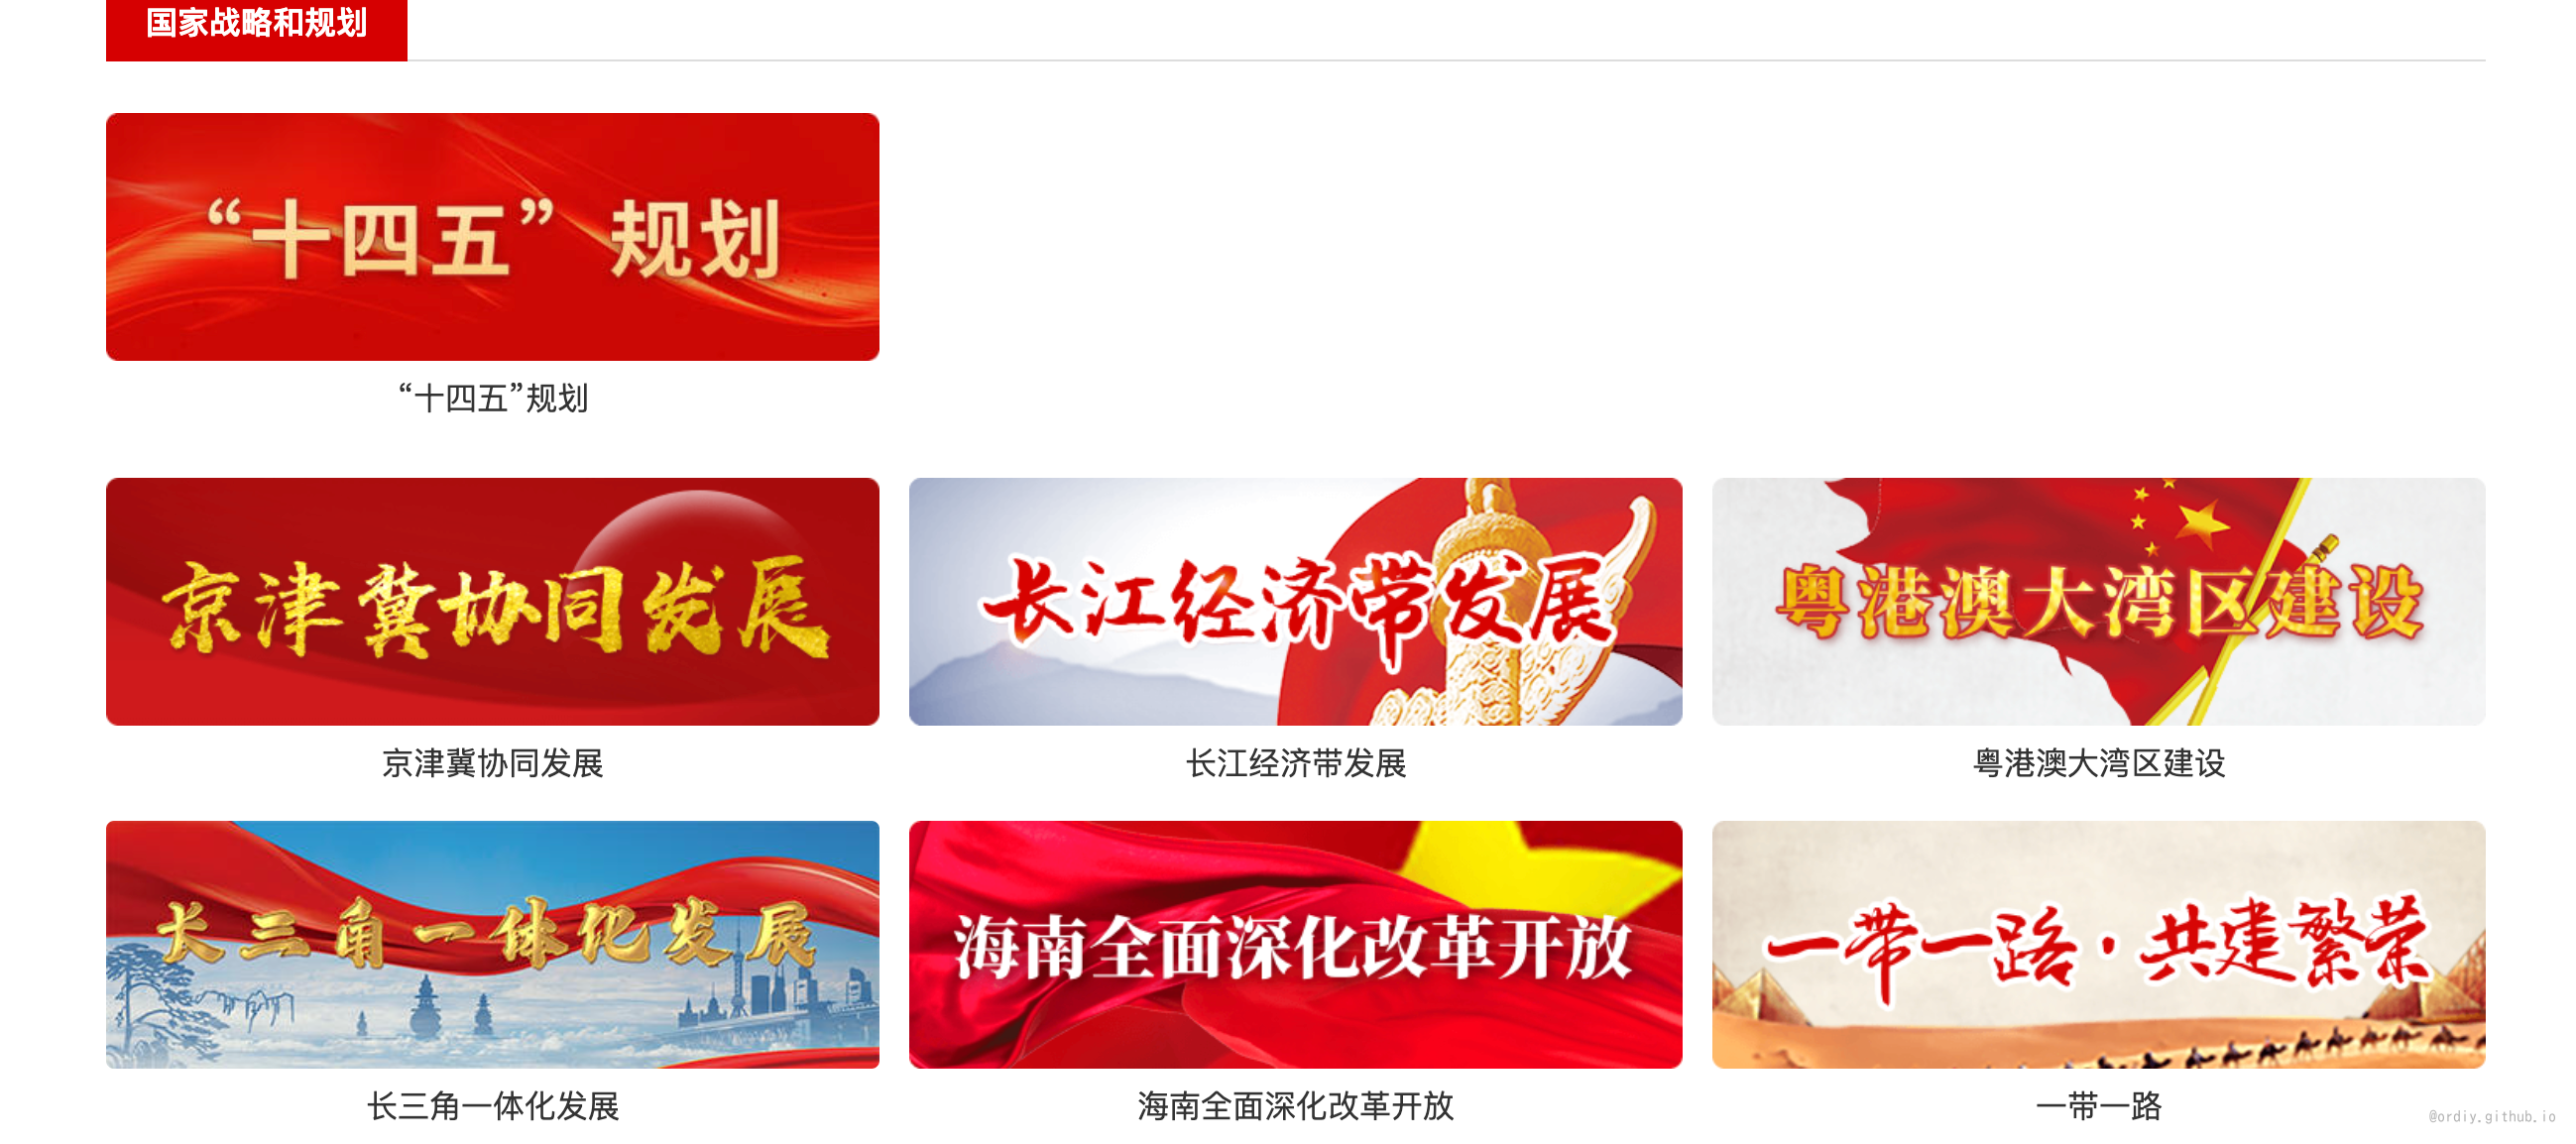 国家战略和规划
“十四五” 规划
“十四五”规划
京津冀协同发展
长江经济带发展
粤港澳大湾区建设
京津冀协同发展
长江经济带发展
粤港澳大湾区建设
长三角一体化发展
海南全面深化改革开放
一带一路·共建繁荣
长三角一体化发展
海南全面深化改革开放
一带一路
@ordiy.github.io